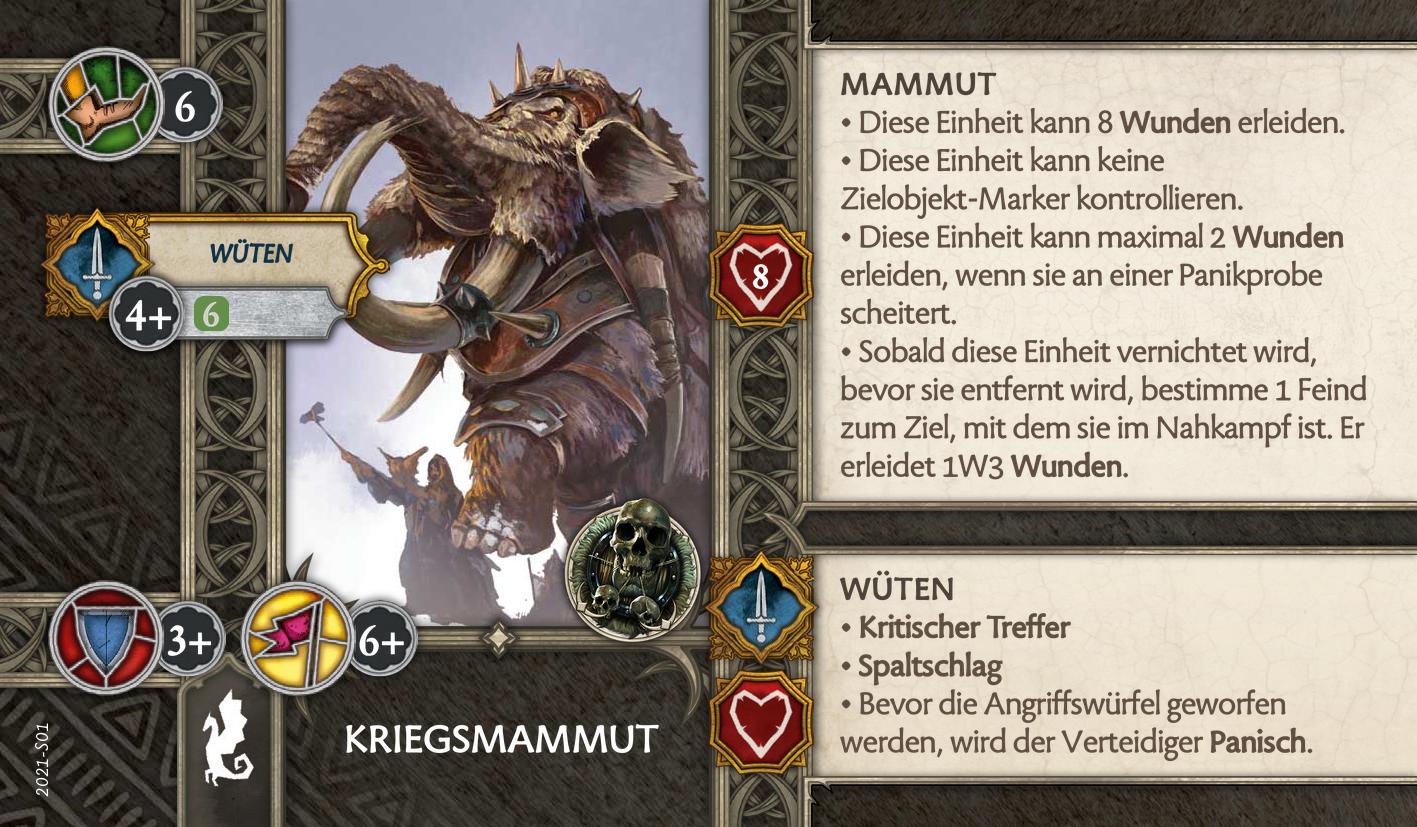 6
WÜTEN
4+ 6
8
3+ 6+
KRIEGSMAMMUT
2021-S01
MAMMUT
• Diese Einheit kann 8 Wunden erleiden.
• Diese Einheit kann keine
Zielobjekt-Marker kontrollieren.
• Diese Einheit kann maximal 2 Wunden
erleiden, wenn sie an einer Panikprobe
scheitert.
• Sobald diese Einheit vernichtet wird,
bevor sie entfernt wird, bestimme 1 Feind
zum Ziel, mit dem sie im Nahkampf ist. Er
erleidet 1W3 Wunden.
WÜTEN
• Kritischer Treffer
• Spaltschlag
• Bevor die Angriffswürfel geworfen
werden, wird der Verteidiger Panisch.